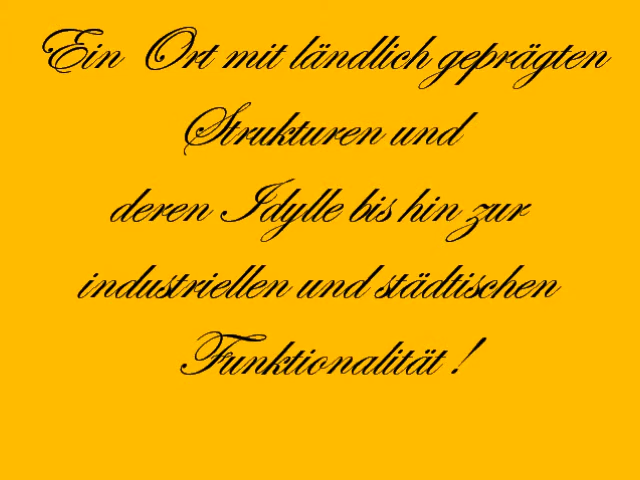 Ein Ort mit ländlich geprägten
Strukturen und
deren Idylle bis hin zur
industriellen und städtischen
Funktionalität !